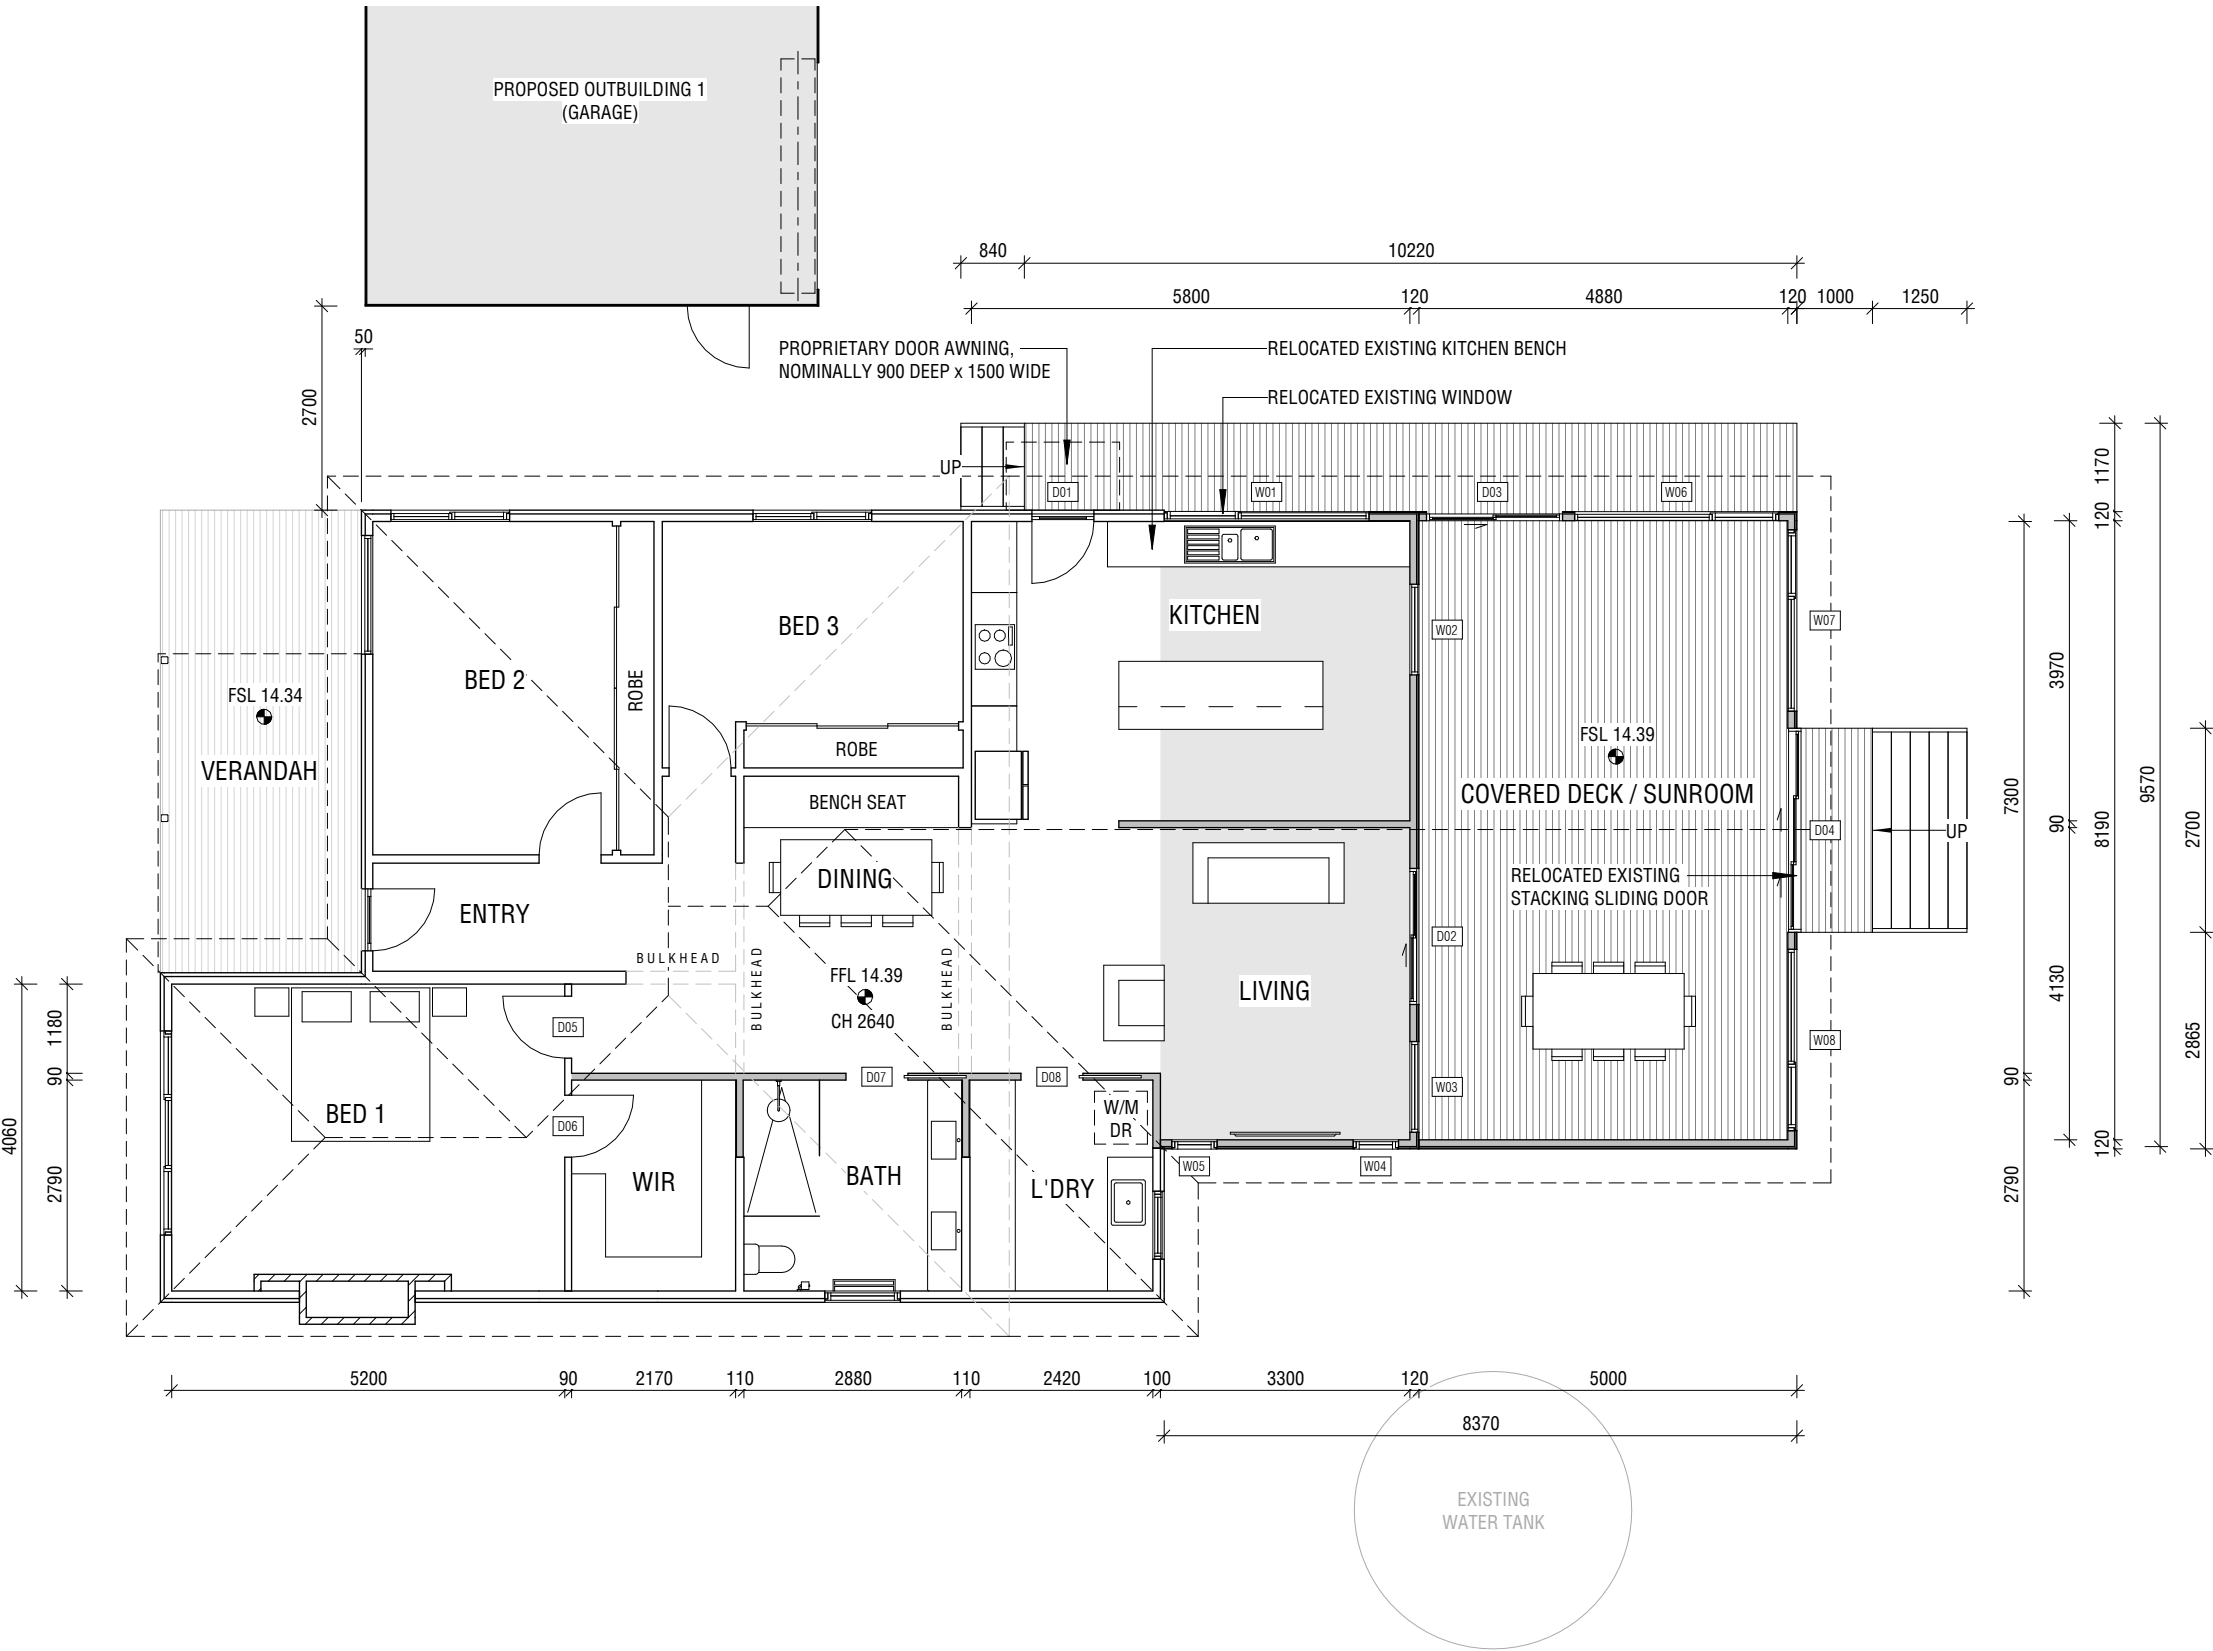 PROPOSED OUTBUILDING 1
(GARAGE)
840
10220
5800
120
4880
120
1000
1250
50
2700
PROPRIETARY DOOR AWNING,
NOMINALLY 900 DEEP x 1500 WIDE
RELOCATED EXISTING KITCHEN BENCH
RELOCATED EXISTING WINDOW
UP
D01
W01
D03
W06
KITCHEN
BED 3
BED 2
ROBE
ROBE
BENCH SEAT
W02
W07
FSL 14.34
VERANDAH
FSL 14.39
COVERED DECK / SUNROOM
D04
UP
DINING
RELOCATED EXISTING
STACKING SLIDING DOOR
ENTRY
BULKHEAD
BULKHEAD
BULKHEAD
FFL 14.39
CH 2640
LIVING
D02
D05
D07
D08
W03
W08
BED 1
D06
W/M
DR
WIR
BATH
L'DRY
W05
W04
4060
1180
90
2790
7300
90
2790
3970
90
4130
1170
120
8190
120
9570
2700
2865
5200
90
2170
110
2880
110
2420
100
3300
120
5000
8370
EXISTING
WATER TANK